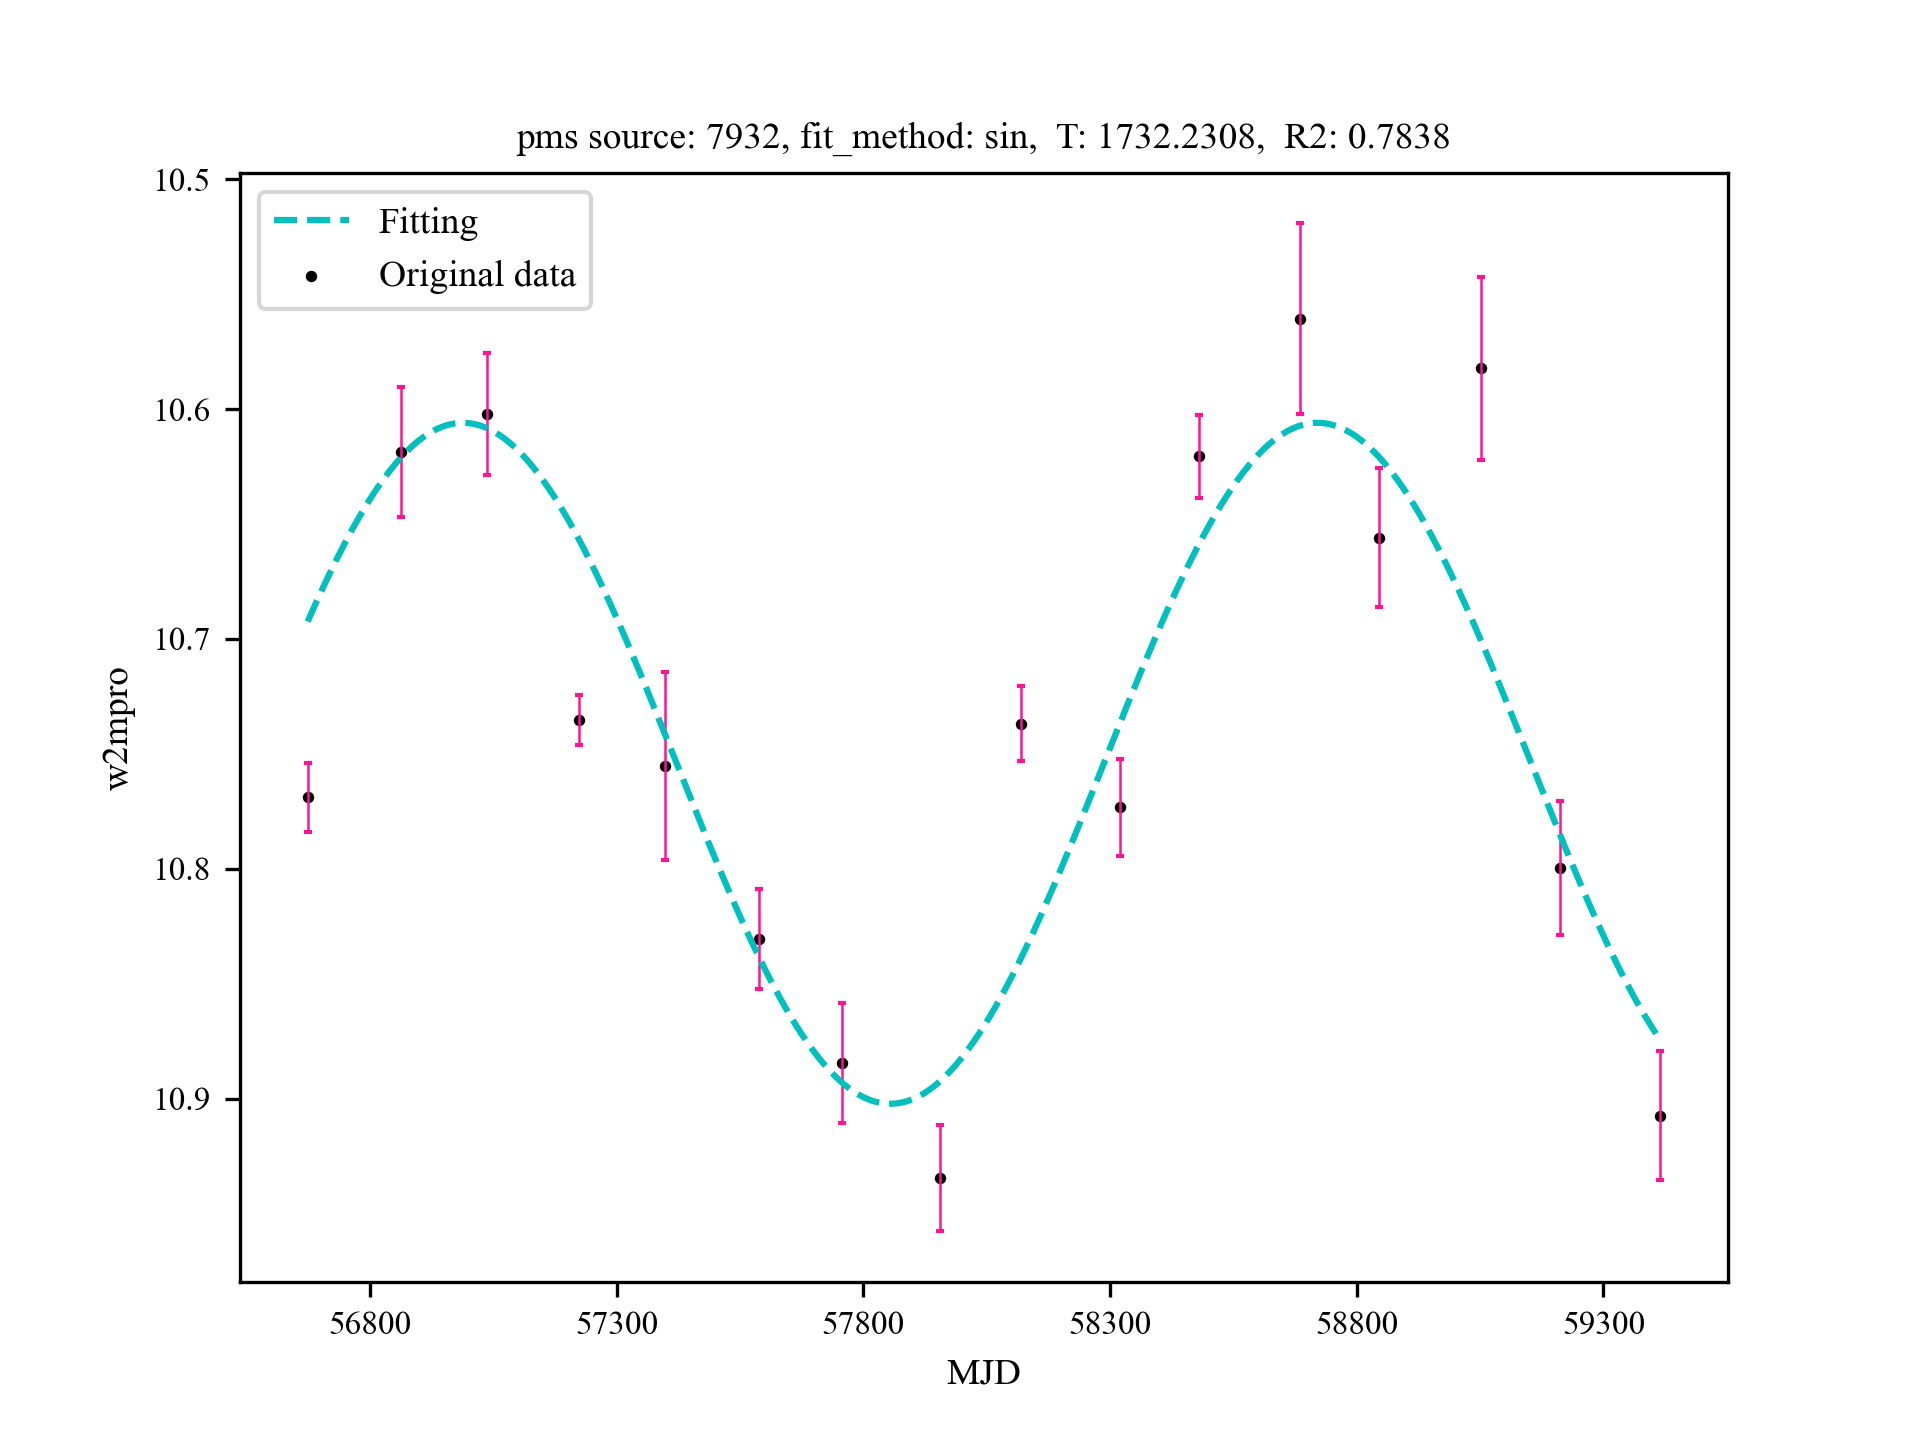 pms source: 7932, fit_method: sin,  T: 1732.2308,  R2: 0.7838
Fitting
Original data
10.5
10.6
10.7
10.8
10.9
w2mpro
56800 57300 57800 58300 58800 59300
MJD